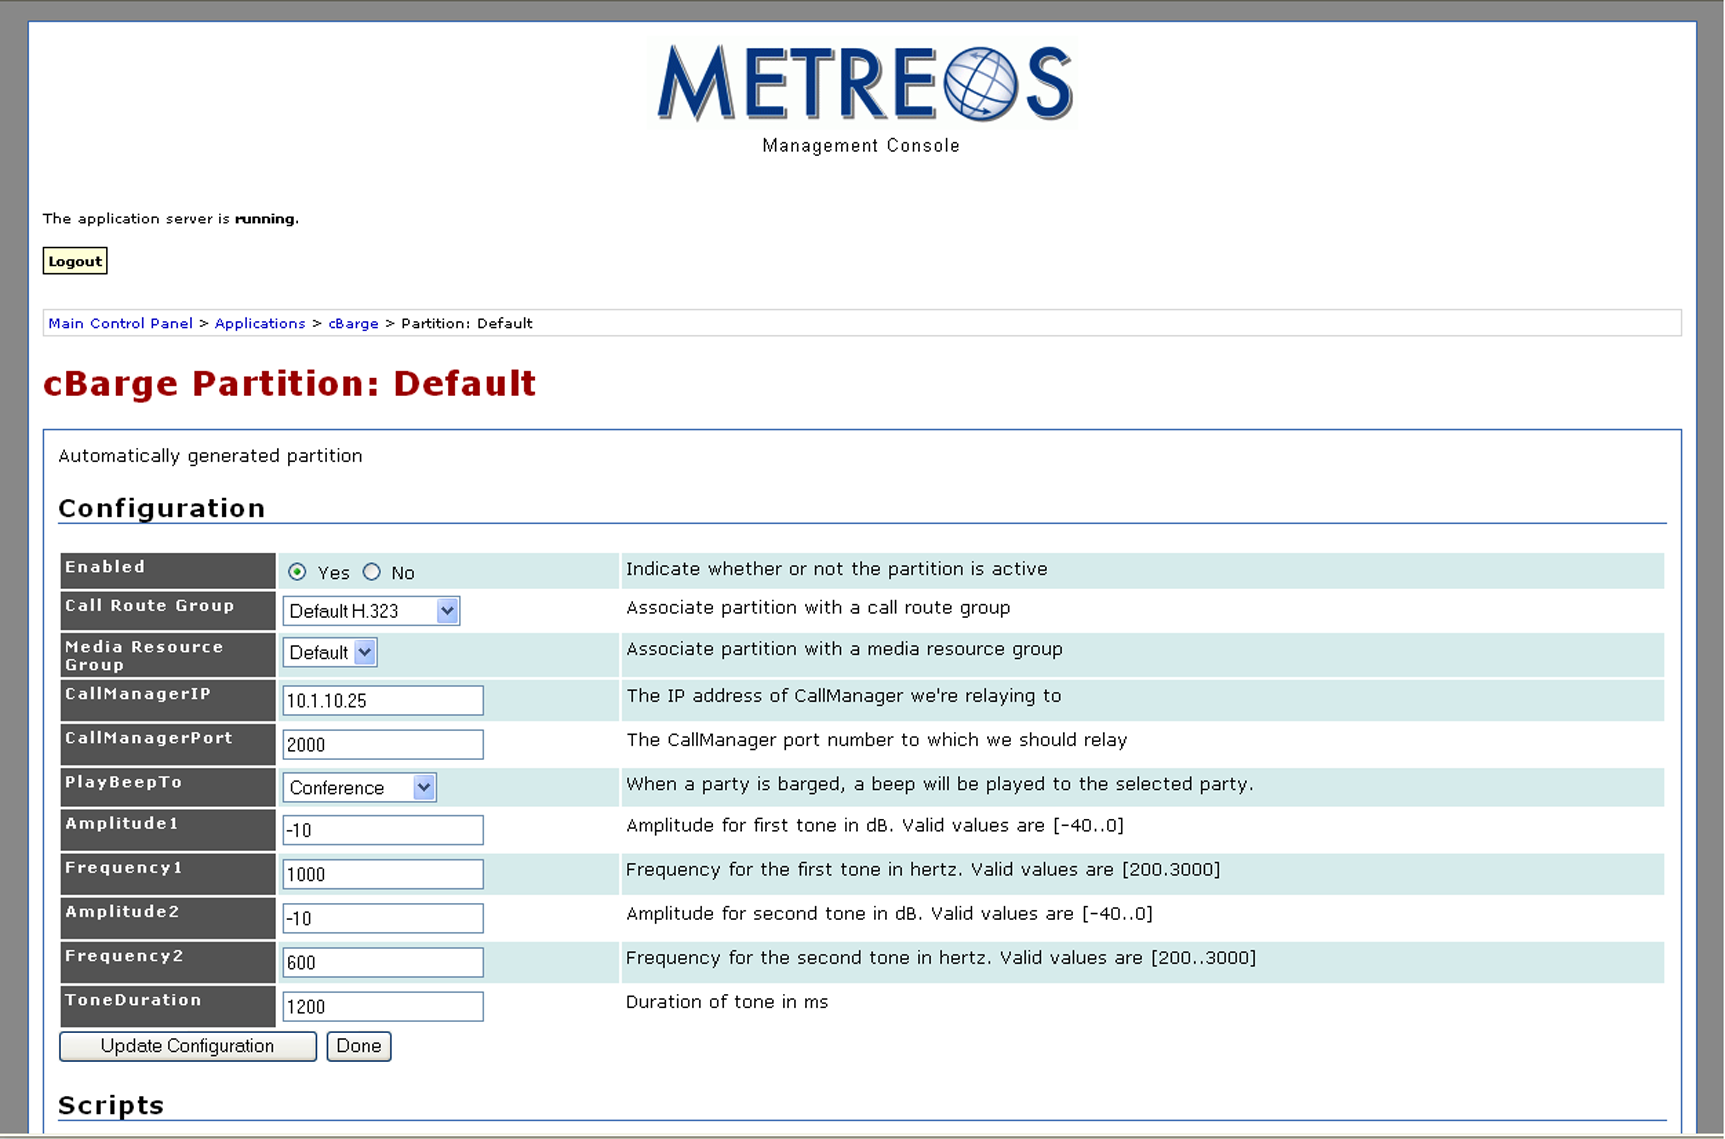 METREOS
Management Console
The application server is running.
Logout
Main Control Panel > Applications > cBarge > Partition: Default
cBarge Partition: Default
Automatically generated partition
Configuration
Enabled Yes No Indicate whether or not the partition is active
Call Route Group Default H.323 Associate partition with a call route group
Media Resource Group Default Associate partition with a media resource group
CallManagerIP 10.1.10.25 The IP address of CallManager we're relaying to
CallManagerPort 2000 The CallManager port number to which we should relay
PlayBeepTo Conference When a party is barged, a beep will be played to the selected party.
Amplitude1 -10 Amplitude for first tone in dB. Valid values are [-40..0]
Frequency1 1000 Frequency for the first tone in hertz. Valid values are [200.3000]
Amplitude2 -10 Amplitude for second tone in dB. Valid values are [-40..0]
Frequency2 600 Frequency for the second tone in hertz. Valid values are [200..3000]
ToneDuration 1200 Duration of tone in ms
Update Configuration Done
Scripts